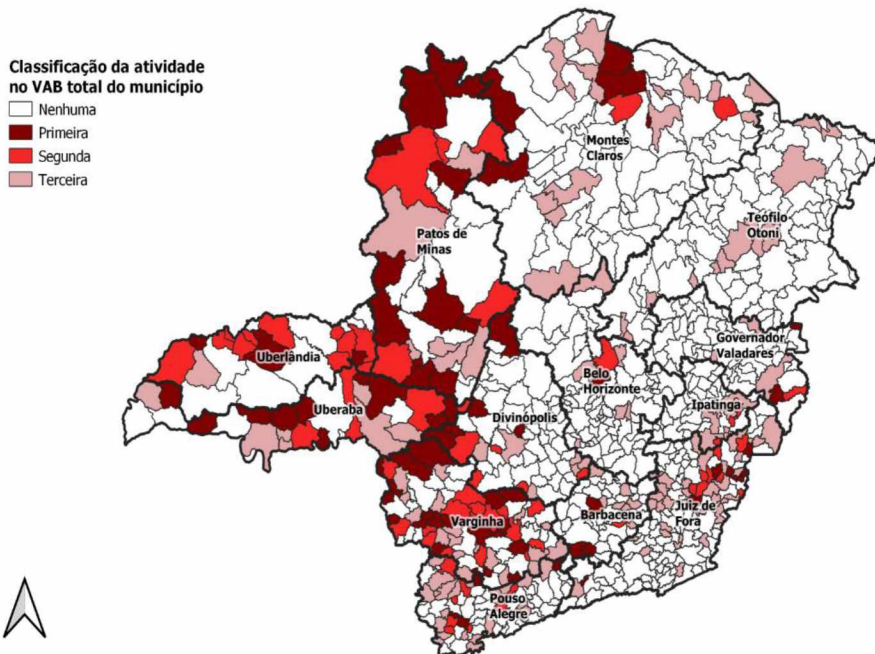 Classificação da atividade
no VAB total do município
Nenhuma
Primeira
Segunda
Terceira
Montes
Claros
Teófilo
Otoni
Patos de
Minas
Governador
Valadares
Uberlândia
Belo
Horizonte
Uberaba
Ipatinga
Divinópolis
Juiz de
Fora
Barbacena
Varginha
Pouso
Alegre